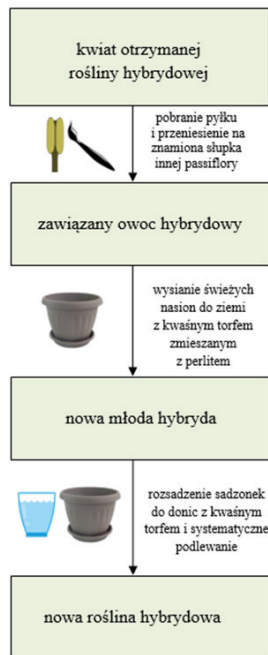 kwiat otrzymanej
rośliny hybrydowej
pobranie pyłku
i przeniesienie na
znamiona słupka
innej passiflory
zawiązany owoc hybrydowy
wysianie świeżych
nasion do ziemi
z kwaśnym torfem
zmieszanym
z perlitem
nowa młoda hybryda
rozsadzenie sadzonek
do donic z kwaśnym
torfem i systematyczne
podlewanie
nowa roślina hybrydowa